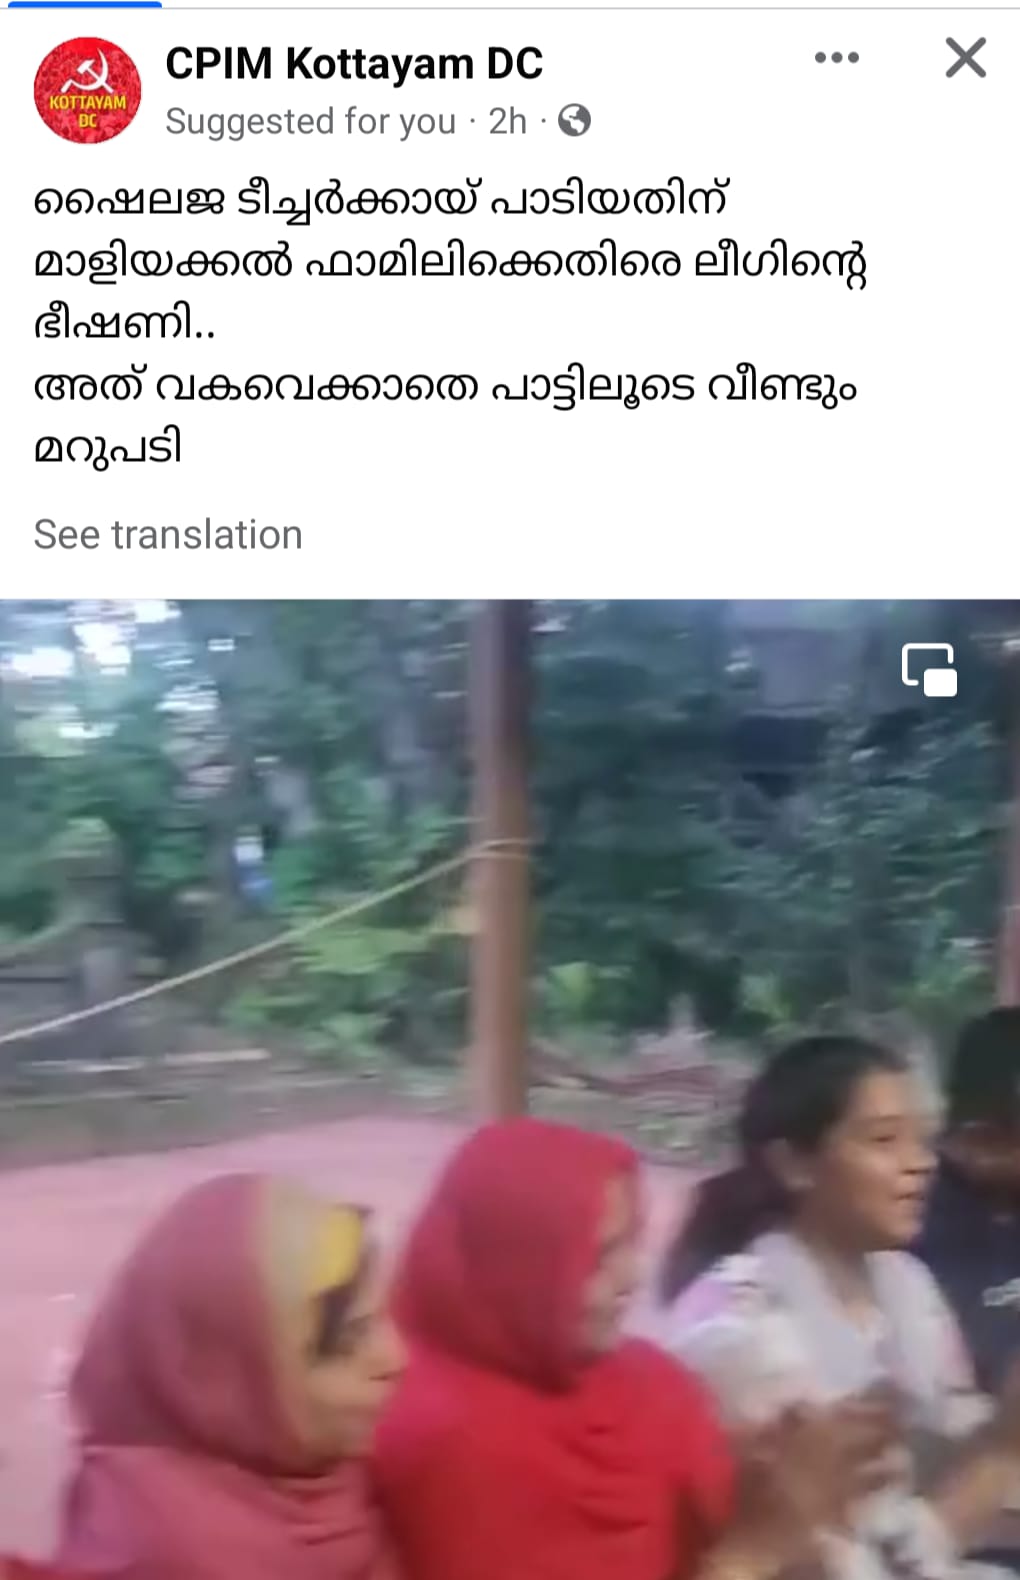 CPIM Kottayam DC
KOTTAYAM
DC
Suggested for you · 2h ·
ഷൈലജ ടീച്ചർക്കായ് പാടിയതിന്
മാളിയക്കൽ ഫാമിലിക്കെതിരെ ലീഗിന്റെ
ഭീഷണി..
അത് വകവെക്കാതെ പാട്ടിലൂടെ വീണ്ടും
മറുപടി
See translation